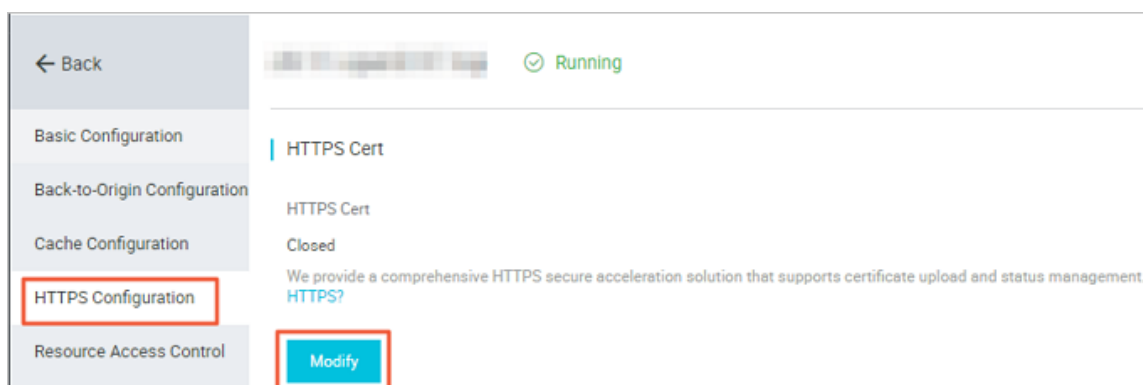 ← Back
Running
Basic Configuration
Back-to-Origin Configuration
Cache Configuration
HTTPS Configuration
Resource Access Control
HTTPS Cert
HTTPS Cert
Closed
We provide a comprehensive HTTPS secure acceleration solution that supports certificate upload and status management
HTTPS?
Modify